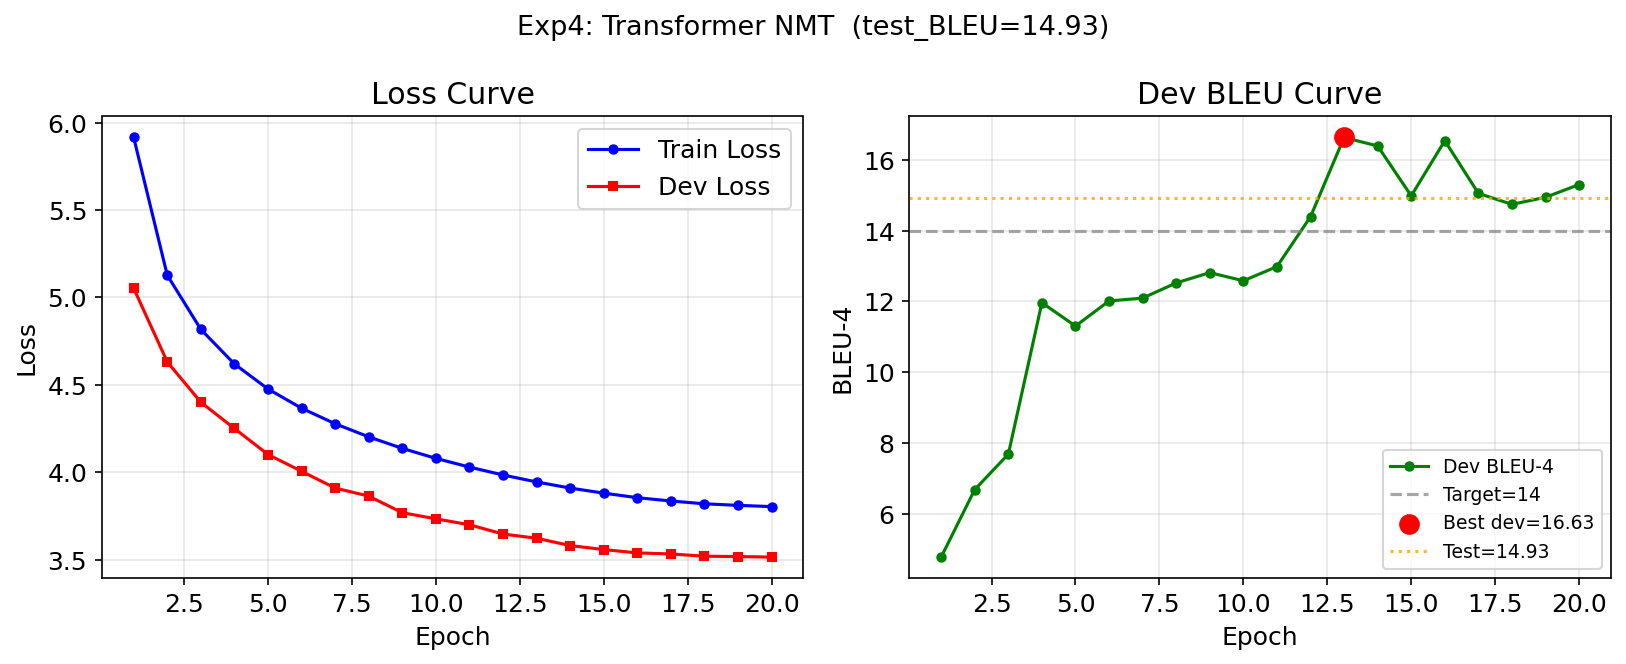 Exp4: Transformer NMT  (test_BLEU=14.93)
Loss Curve
6.0
5.5
5.0
4.5
4.0
3.5
Loss
Train Loss
Dev Loss
2.5 5.0 7.5 10.0 12.5 15.0 17.5 20.0
Epoch
Dev BLEU Curve
16
14
12
10
8
6
BLEU-4
Dev BLEU-4
Target=14
Best dev=16.63
Test=14.93
2.5 5.0 7.5 10.0 12.5 15.0 17.5 20.0
Epoch